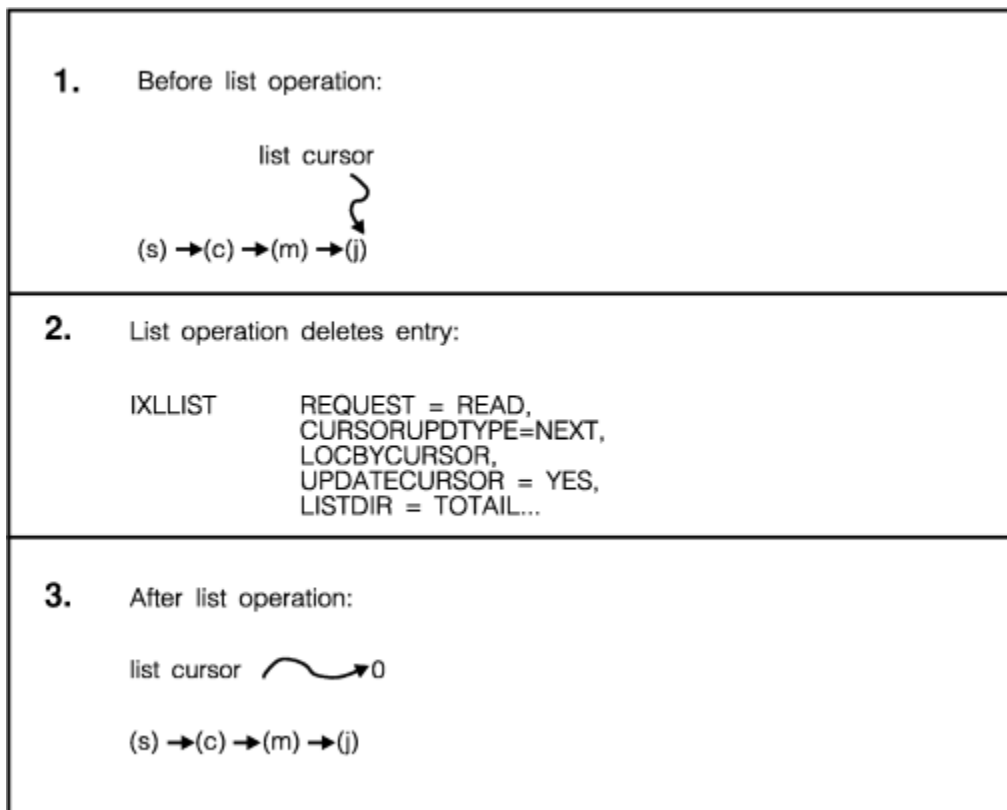 1. Before list operation:
list cursor
(s) →(c) →(m) →(j)
2. List operation deletes entry:
IXLLIST REQUEST = READ,
CURSORUPDTYPE=NEXT,
LOCBYCURSOR,
UPDATECURSOR = YES,
LISTDIR = TOTAIL...
3. After list operation:
list cursor 0
(s) →(c) →(m) →(j)